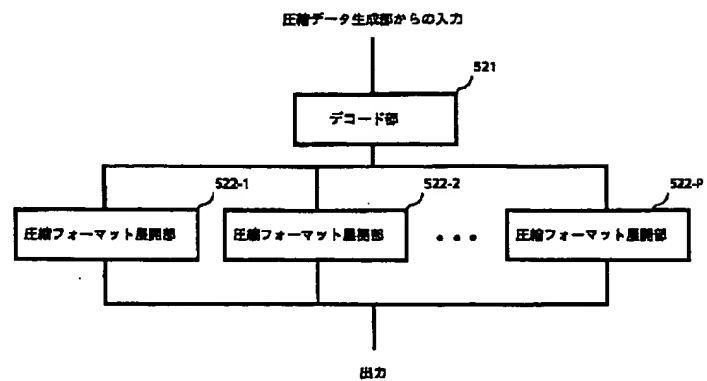 圧縮データ生成部からの入力
521
デコード部
522-1
522-2
522-P
圧縮フォーマット展開部
圧縮フォーマット展開部
•••
圧縮フォーマット展開部
出力